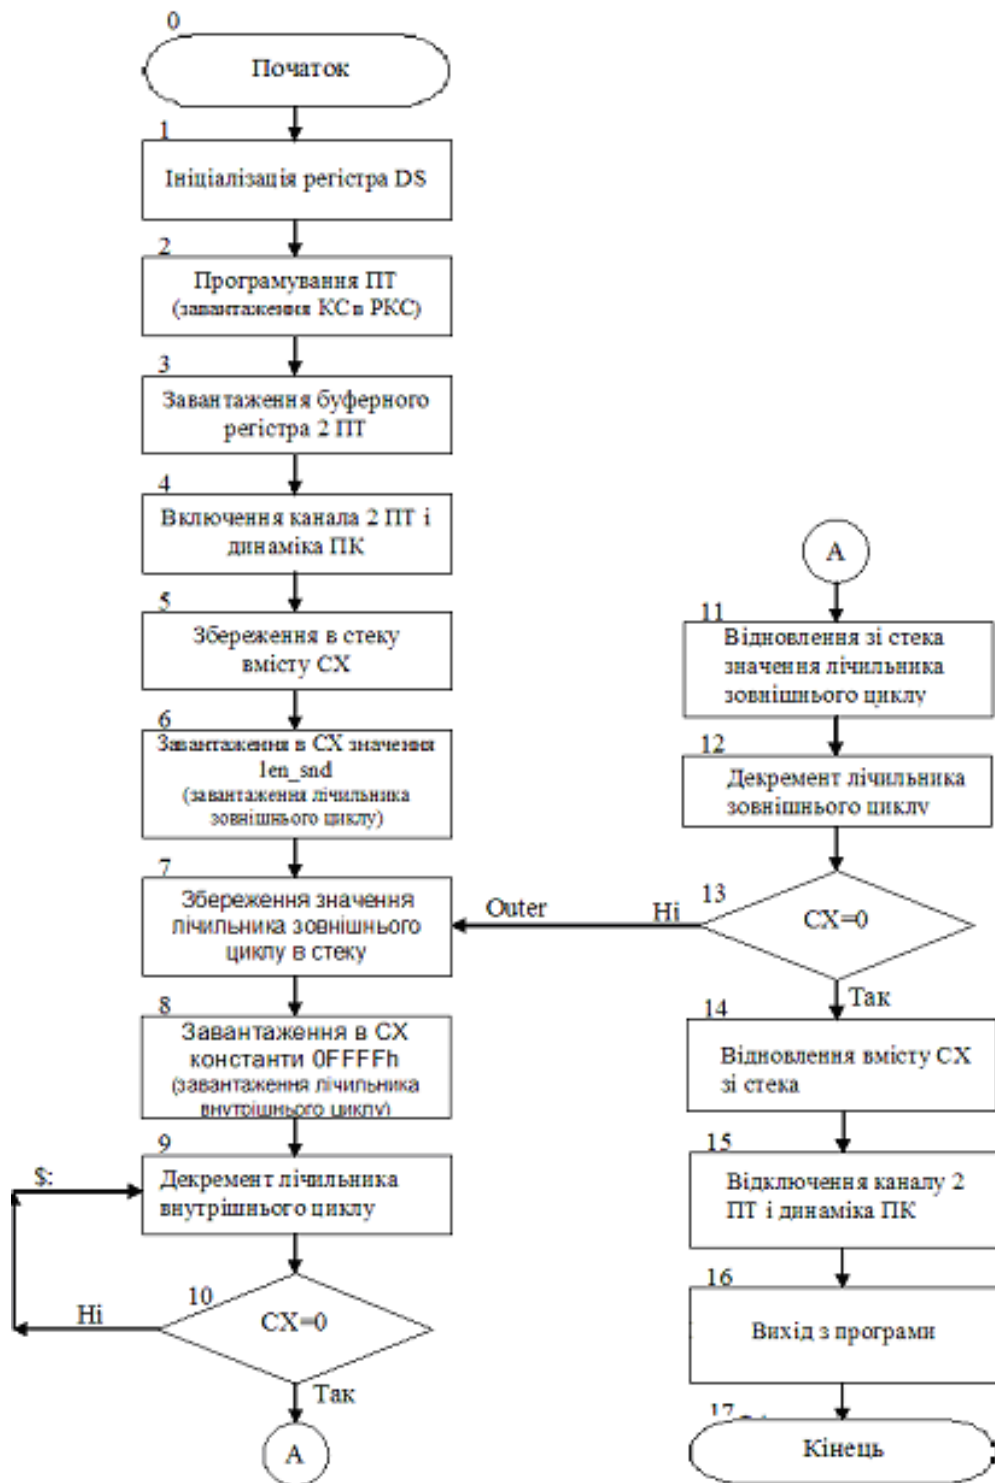 0
Початок
1
Ініціалізація регістра DS
2
Програмування ПТ
(завантаження КС в РКС)
3
Завантаження буферного
регістра 2 ПТ
4
Включення канала 2 ПТ і
динаміка ПК
5
Збереження в стеку
вмісту СХ
6
Завантаження в СХ значення
len_snd
(завантаження лічильника
зовнішнього циклу)
7
Збереження значення
лічильника зовнішнього
циклу в стеку
8
Завантаження в СХ
константи 0FFFFh
(завантаження лічильника
внутрішнього циклу)
9
$:
Декремент лічильника
внутрішнього циклу
10
СХ=0
Ні
Так
А
А
11
Відновлення зі стека
значення лічильника
зовнішнього циклу
12
Декремент лічильника
зовнішнього циклу
13
СХ=0
Outer
Ні
Так
14
Відновлення вмісту СХ
зі стека
15
Відключення каналу 2
ПТ і динаміка ПК
16
Вихід з програми
17
Кінець